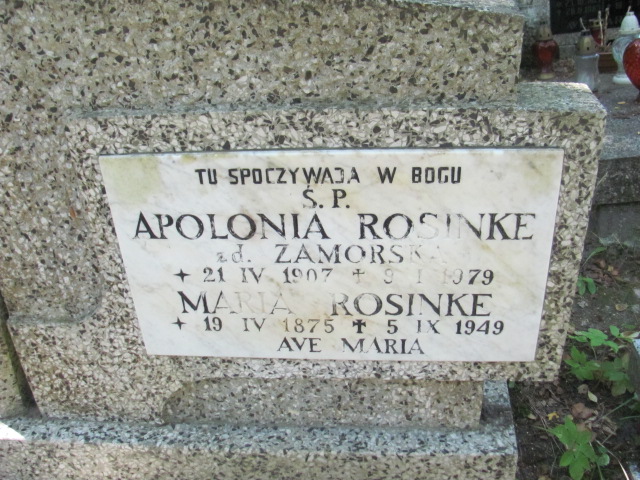 TU SPOCZYWAJA W BOGU
Ś. P.
APOLONIA ROSINKE
zd. ZAMORSKA
✶ 21 IV 1907 ✝ 9 I 1979
MARIA ROSINKE
✶ 19 IV 1875 ✝ 5 IX 1949
AVE MARIA